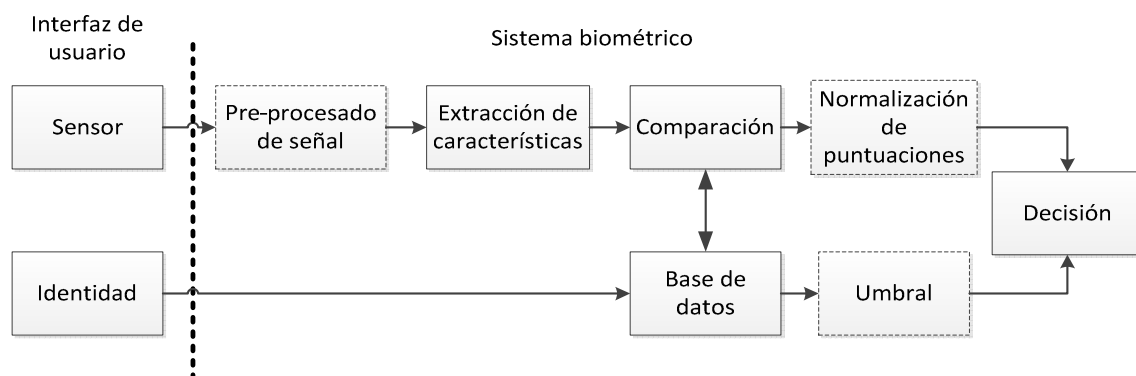 Interfaz de
usuario
Sistema biométrico
Sensor
Pre-procesado
de señal
Extracción de
características
Comparación
Normalización
de
puntuaciones
Decisión
Identidad
Base de
datos
Umbral